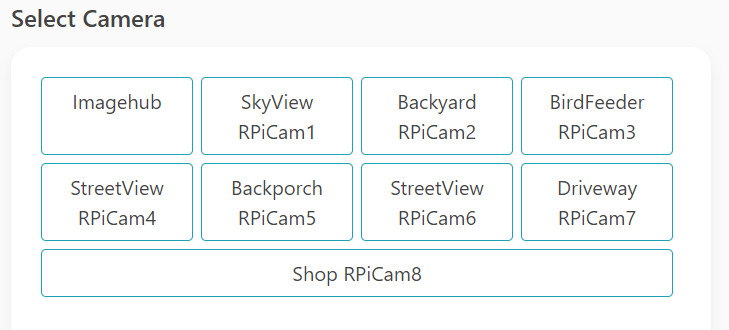 Select Camera
Imagehub
SkyView
RPiCam1
Backyard
RPiCam2
BirdFeeder
RPiCam3
StreetView
RPiCam4
Backporch
RPiCam5
StreetView
RPiCam6
Driveway
RPiCam7
Shop RPiCam8